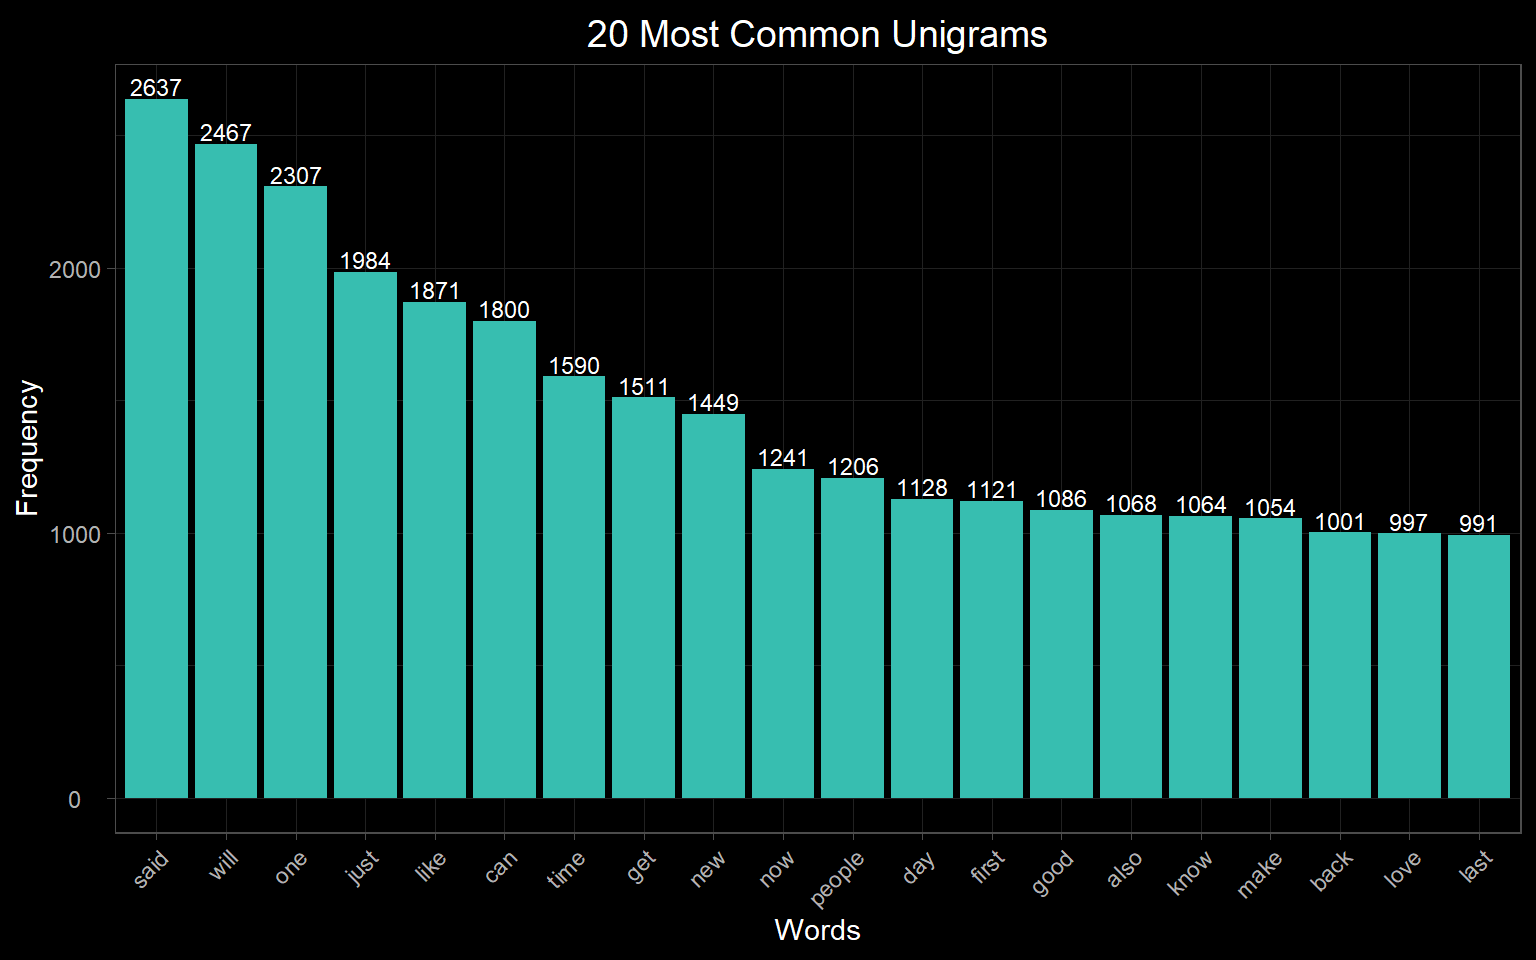 20 Most Common Unigrams
2637
2467
2307
1984
1871
1800
1590
1511
1449
1241
1206
1128
1121
1086
1068
1064
1054
1001
997
991
Frequency
2000
1000
0
said
will
one
just
like
can
time
get
new
now
people
day
first
good
also
know
make
back
love
last
Words